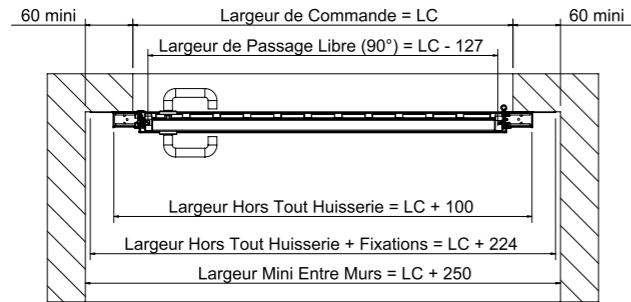 60 mini
Largeur de Commande = LC
60 mini
Largeur de Passage Libre (90°) = LC - 127
Largeur Hors Tout Huisserie = LC + 100
Largeur Hors Tout Huisserie + Fixations = LC + 224
Largeur Mini Entre Murs = LC + 250